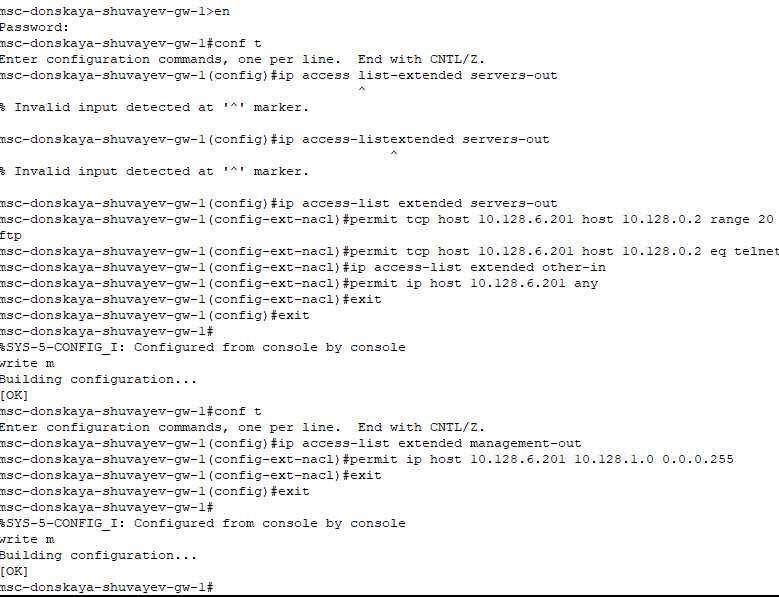 msc-donskaya-shuvayev-gw-1>en
Password:
msc-donskaya-shuvayev-gw-1#conf t
Enter configuration commands, one per line.  End with CNTL/Z.
msc-donskaya-shuvayev-gw-1(config)#ip access list-extended servers-out
^
% Invalid input detected at '^' marker.
msc-donskaya-shuvayev-gw-1(config)#ip access-listextended servers-out
^
% Invalid input detected at '^' marker.
msc-donskaya-shuvayev-gw-1(config)#ip access-list extended servers-out
msc-donskaya-shuvayev-gw-1(config-ext-nacl)#permit tcp host 10.128.6.201 host 10.128.0.2 range 20
ftp
msc-donskaya-shuvayev-gw-1(config-ext-nacl)#permit tcp host 10.128.6.201 host 10.128.0.2 eq telnet
msc-donskaya-shuvayev-gw-1(config-ext-nacl)#ip access-list extended other-in
msc-donskaya-shuvayev-gw-1(config-ext-nacl)#permit ip host 10.128.6.201 any
msc-donskaya-shuvayev-gw-1(config-ext-nacl)#exit
msc-donskaya-shuvayev-gw-1(config)#exit
msc-donskaya-shuvayev-gw-1#
%SYS-5-CONFIG_I: Configured from console by console
write m
Building configuration...
[OK]
msc-donskaya-shuvayev-gw-1#conf t
Enter configuration commands, one per line.  End with CNTL/Z.
msc-donskaya-shuvayev-gw-1(config)#ip access-list extended management-out
msc-donskaya-shuvayev-gw-1(config-ext-nacl)#permit ip host 10.128.6.201 10.128.1.0 0.0.0.255
msc-donskaya-shuvayev-gw-1(config-ext-nacl)#exit
msc-donskaya-shuvayev-gw-1(config)#exit
msc-donskaya-shuvayev-gw-1#
%SYS-5-CONFIG_I: Configured from console by console
write m
Building configuration...
[OK]
msc-donskaya-shuvayev-gw-1#